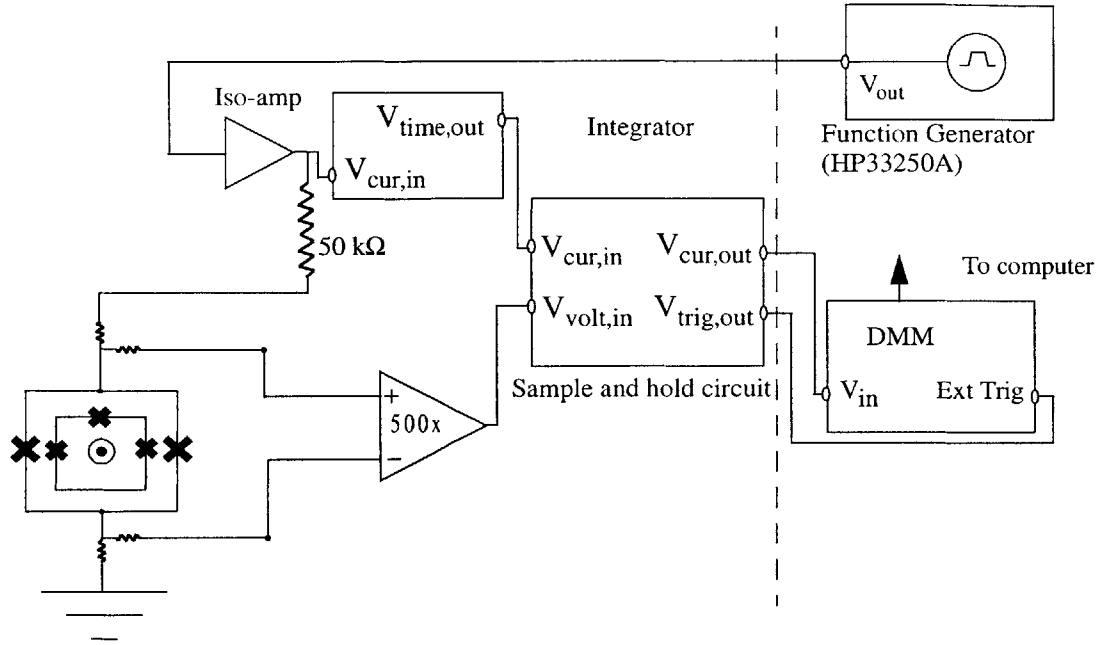 Iso-amp
V_time,out
V_cur,in
Integrator
V_out
Function Generator
(HP33250A)
50 kΩ
V_cur,in
V_cur,out
V_volt,in
V_trig,out
Sample and hold circuit
To computer
DMM
V_in
Ext Trig
+
500x
−